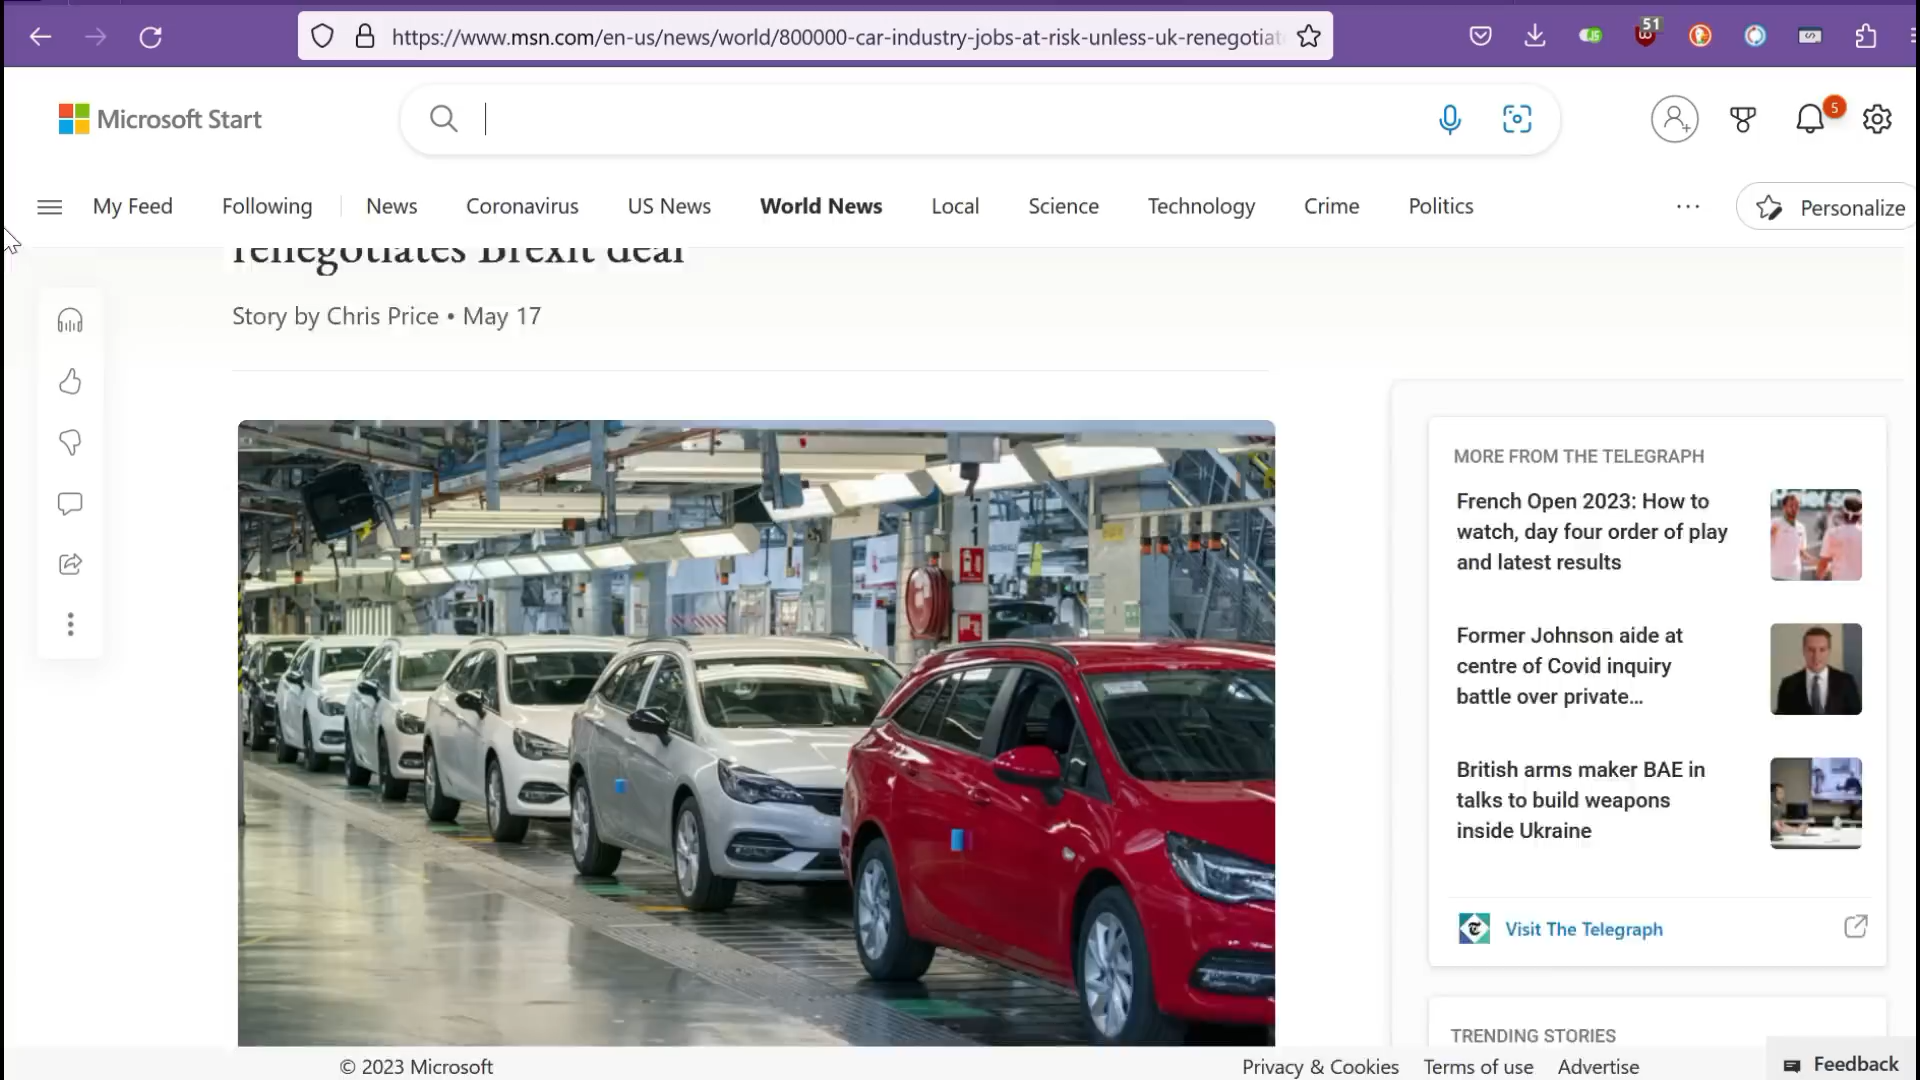 51
https://www.msn.com/en-us/news/world/800000-car-industry-jobs-at-risk-unless-uk-renegotiat
Microsoft Start
5
My Feed Following News Coronavirus US News World News Local Science Technology Crime Politics ... Personalize
renegotiates Brexit deal
Story by Chris Price • May 17
MORE FROM THE TELEGRAPH
French Open 2023: How to
watch, day four order of play
and latest results
Former Johnson aide at
centre of Covid inquiry
battle over private...
British arms maker BAE in
talks to build weapons
inside Ukraine
Visit The Telegraph
TRENDING STORIES
© 2023 Microsoft Privacy & Cookies Terms of use Advertise Feedback